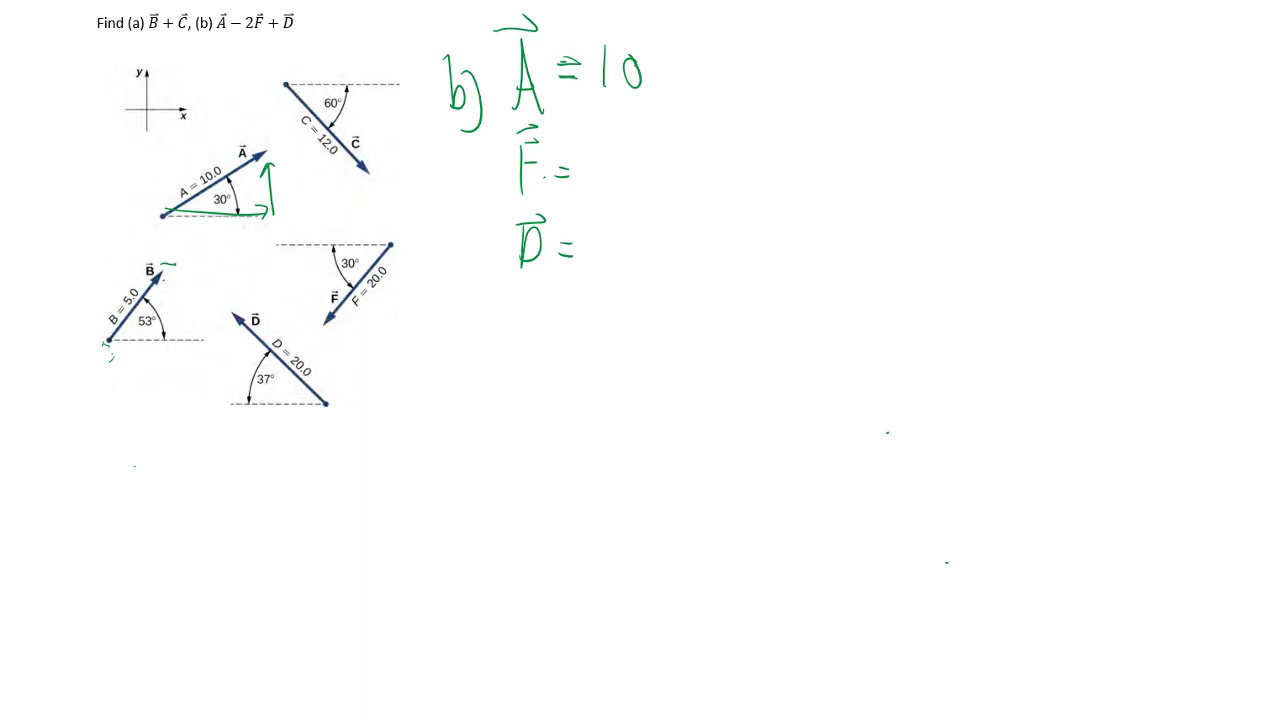 Find (a) B⃗ + C⃗, (b) A⃗ − 2F⃗ + D⃗
y
x
60°
C = 12.0
C⃗
A⃗
A = 10.0
30°
B⃗
B = 5.0
53°
30°
F⃗
F = 20.0
D⃗
D = 20.0
37°
b) A⃗ = 10
F⃗ =
D⃗ =